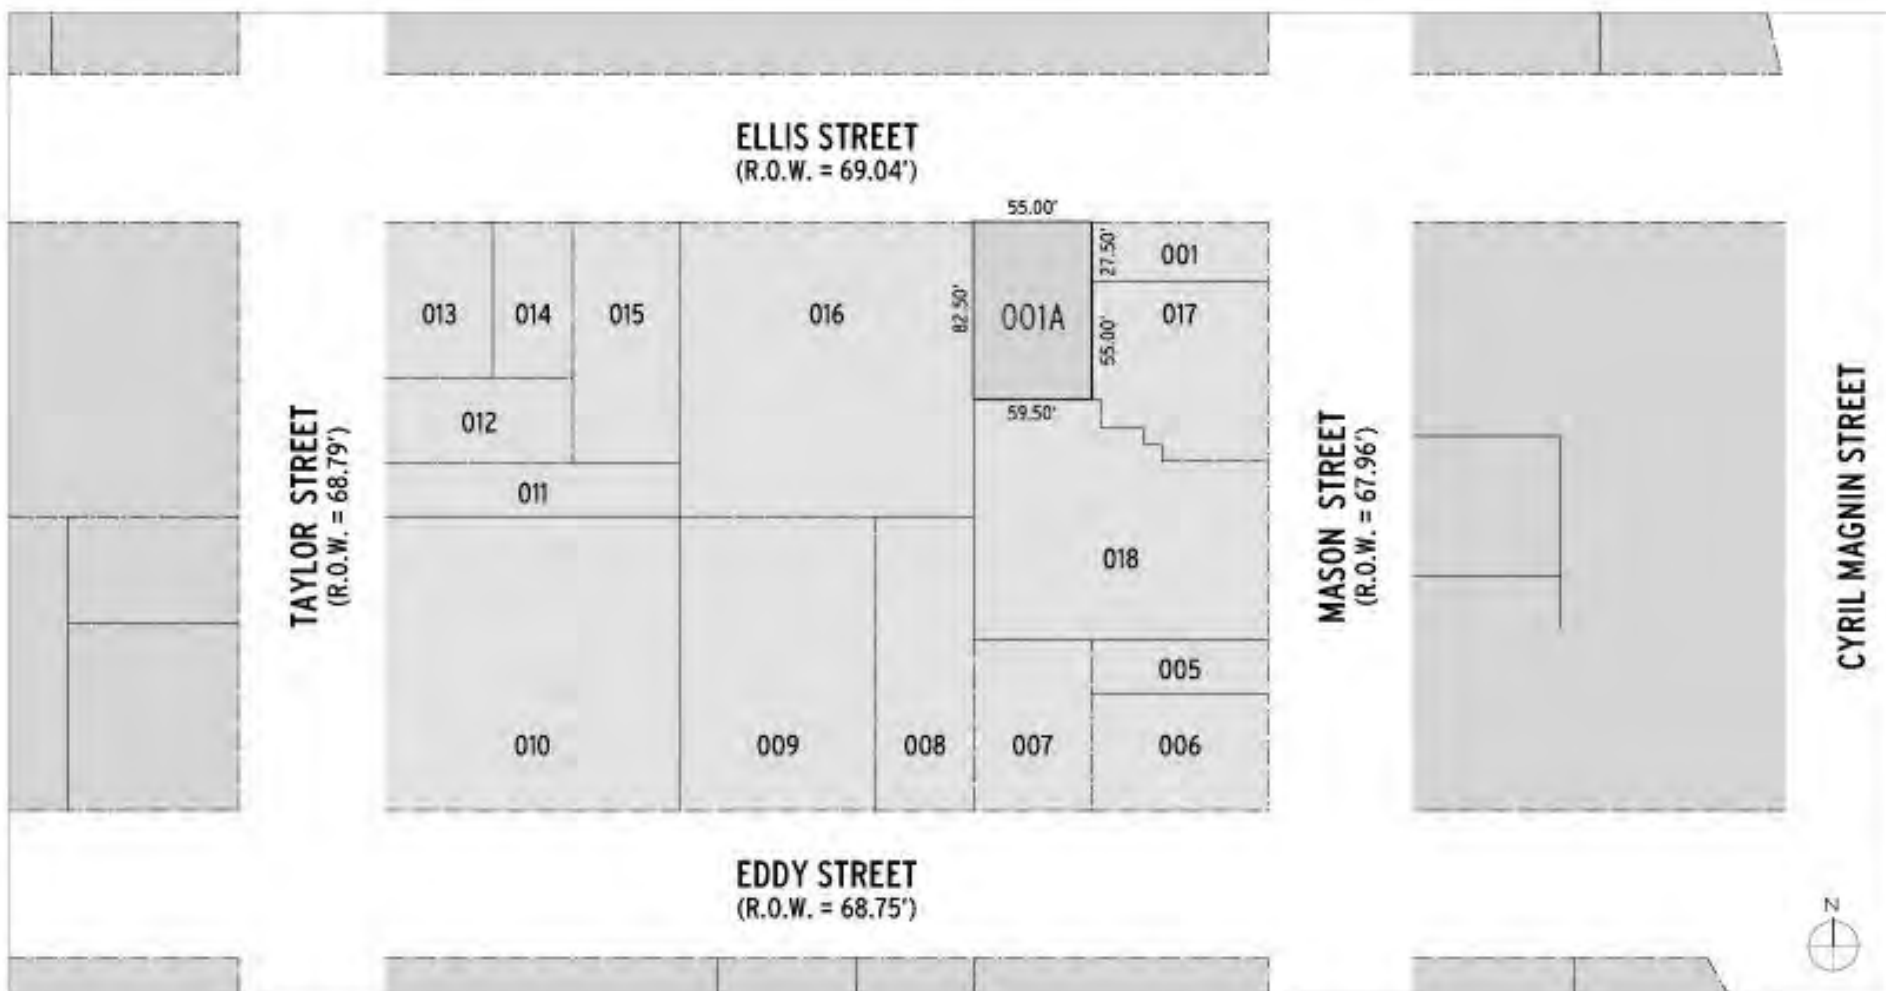 ELLIS STREET
(R.O.W. = 69.04')
55.00'
27.50'
001
82.50'
013
014
015
016
001A
55.00'
017
59.50'
012
011
TAYLOR STREET
(R.O.W. = 68.79')
MASON STREET
(R.O.W. = 67.96')
CYRIL MAGNIN STREET
018
005
010
009
008
007
006
EDDY STREET
(R.O.W. = 68.75')
N